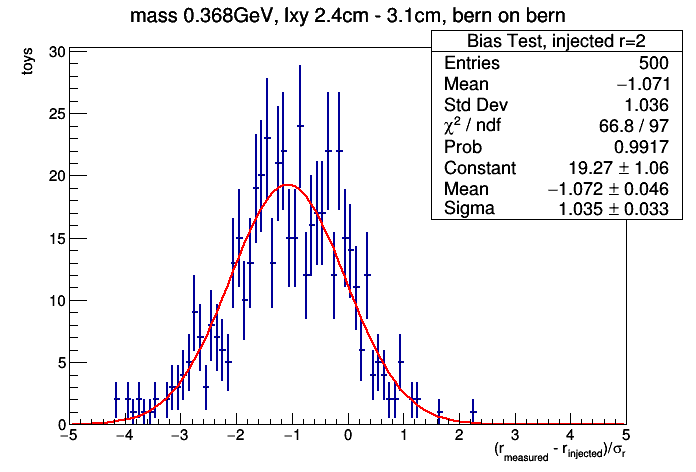 mass 0.368GeV, lxy 2.4cm - 3.1cm, bern on bern
Bias Test, injected r=2
Entries 500
Mean −1.071
Std Dev 1.036
χ² / ndf 66.8 / 97
Prob 0.9917
Constant 19.27 ± 1.06
Mean −1.072 ± 0.046
Sigma 1.035 ± 0.033
toys
30
25
20
15
10
5
0
−5 −4 −3 −2 −1 0 1 2 3 4 5
(r_measured - r_injected)/σ_r